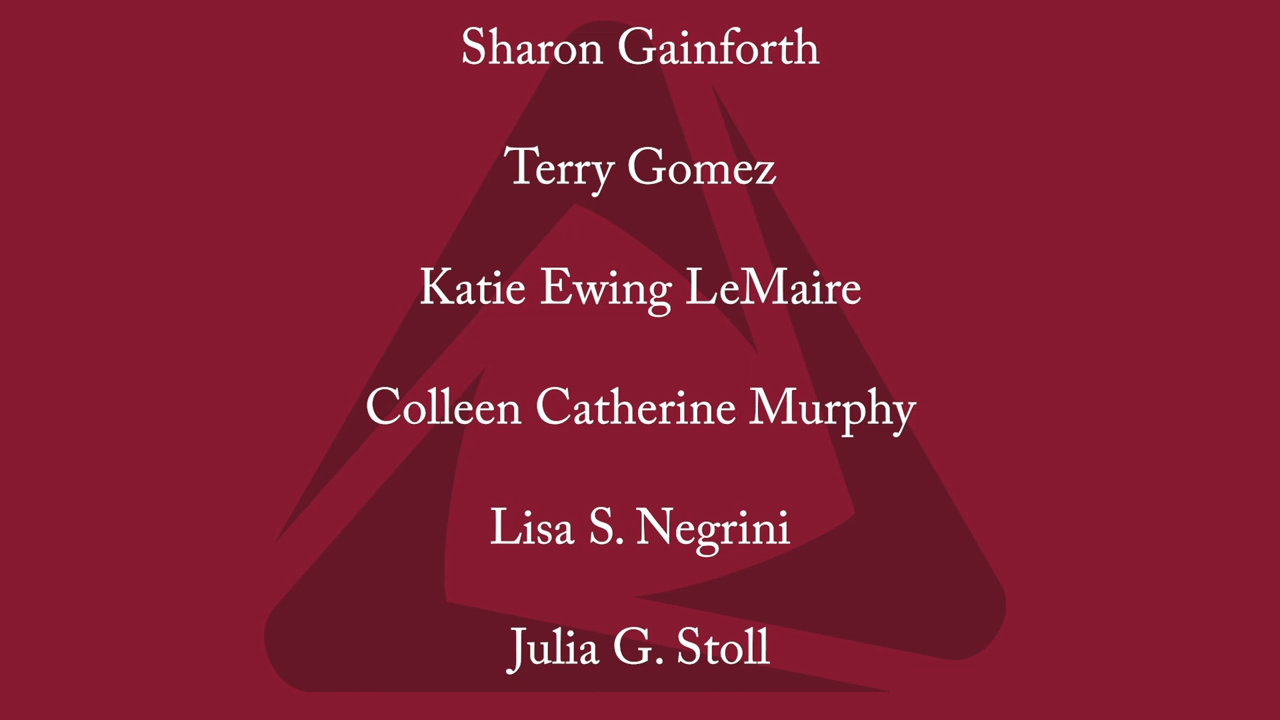 Sharon Gainforth
Terry Gomez
Katie Ewing LeMaire
Colleen Catherine Murphy
Lisa S. Negrini
Julia G. Stoll